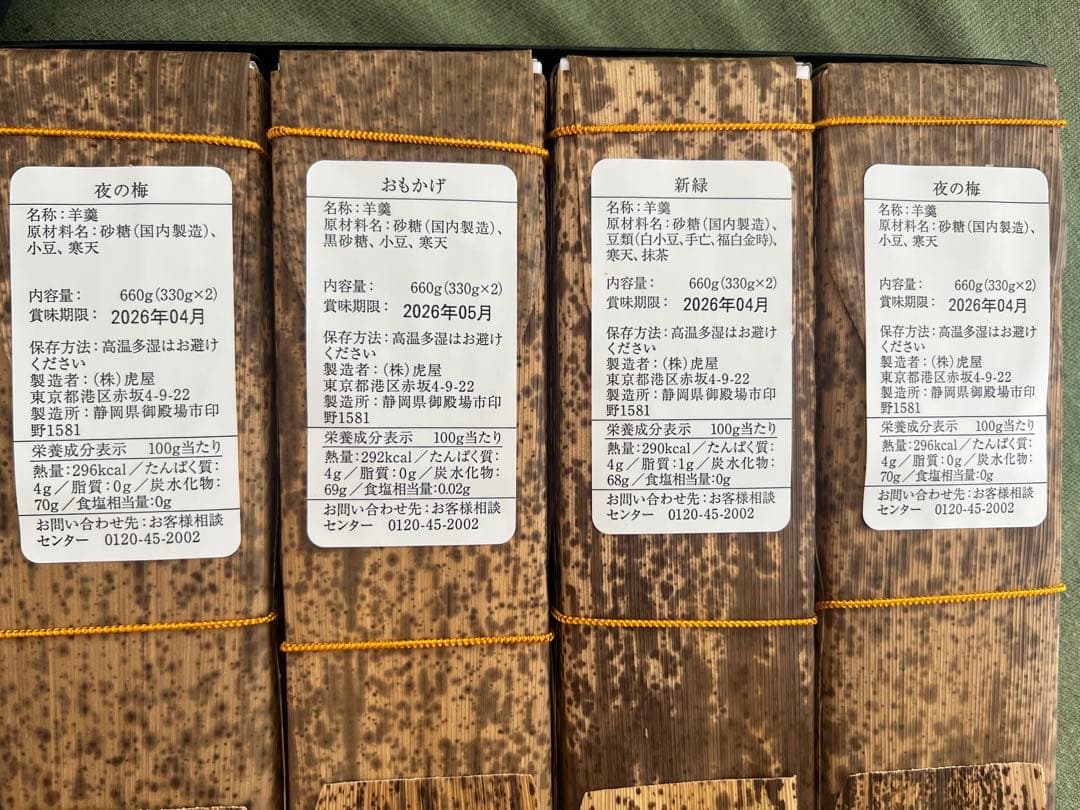 夜の梅
名称：羊羹
原材料名：砂糖（国内製造）、
小豆、寒天
内容量： 660g（330g×2）
賞味期限： 2026年04月
保存方法：高温多湿はお避け
ください
製造者：（株）虎屋
東京都港区赤坂4-9-22
製造所：静岡県御殿場市印
野1581
栄養成分表示 100g当たり
熱量：296kcal／たんぱく質：
4g／脂質：0g／炭水化物：
70g／食塩相当量：0g
お問い合わせ先：お客様相談
センター 0120-45-2002
おもかげ
名称：羊羹
原材料名：砂糖（国内製造）、
黒砂糖、小豆、寒天
内容量： 660g（330g×2）
賞味期限： 2026年05月
保存方法：高温多湿はお避け
ください
製造者：（株）虎屋
東京都港区赤坂4-9-22
製造所：静岡県御殿場市印
野1581
栄養成分表示 100g当たり
熱量：292kcal／たんぱく質：
4g／脂質：0g／炭水化物：
69g／食塩相当量：0.02g
お問い合わせ先：お客様相談
センター 0120-45-2002
新緑
名称：羊羹
原材料名：砂糖（国内製造）、
豆類（白小豆、手亡、福白金時）、
寒天、抹茶
内容量： 660g（330g×2）
賞味期限： 2026年04月
保存方法：高温多湿はお避け
ください
製造者：（株）虎屋
東京都港区赤坂4-9-22
製造所：静岡県御殿場市印
野1581
栄養成分表示 100g当たり
熱量：290kcal／たんぱく質：
4g／脂質：1g／炭水化物：
68g／食塩相当量：0g
お問い合わせ先：お客様相談
センター 0120-45-2002
夜の梅
名称：羊羹
原材料名：砂糖（国内製造）、
小豆、寒天
内容量： 660g（330g×2）
賞味期限： 2026年04月
保存方法：高温多湿はお避け
ください
製造者：（株）虎屋
東京都港区赤坂4-9-22
製造所：静岡県御殿場市印
野1581
栄養成分表示 100g当たり
熱量：296kcal／たんぱく質：
4g／脂質：0g／炭水化物：
70g／食塩相当量：0g
お問い合わせ先：お客様相談
センター 0120-45-2002